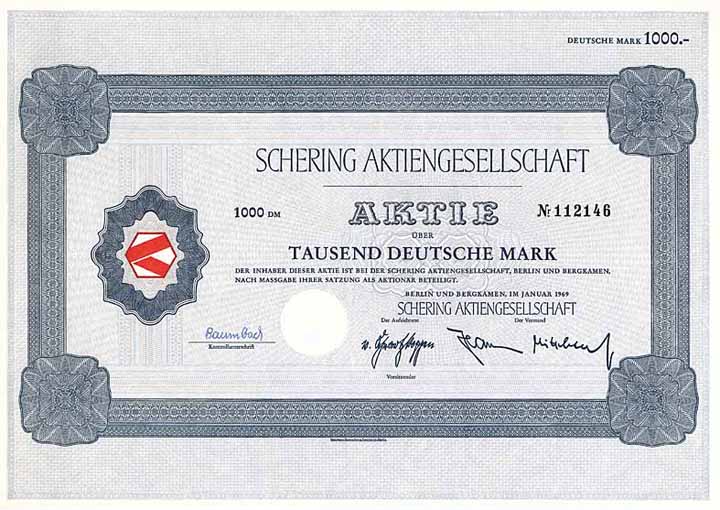 DEUTSCHE MARK 1000.-
SCHERING AKTIENGESELLSCHAFT
1000 DM AKTIE Nr 112146
ÜBER
TAUSEND DEUTSCHE MARK
DER INHABER DIESER AKTIE IST BEI DER SCHERING AKTIENGESELLSCHAFT, BERLIN UND BERGKAMEN,
NACH MASSGABE IHRER SATZUNG ALS AKTIONÄR BETEILIGT.
BERLIN UND BERGKAMEN, IM JANUAR 1969
SCHERING AKTIENGESELLSCHAFT
Der Aufsichtsrat Der Vorstand
Baumbach
Kontrollunterschrift
Vorsitzender